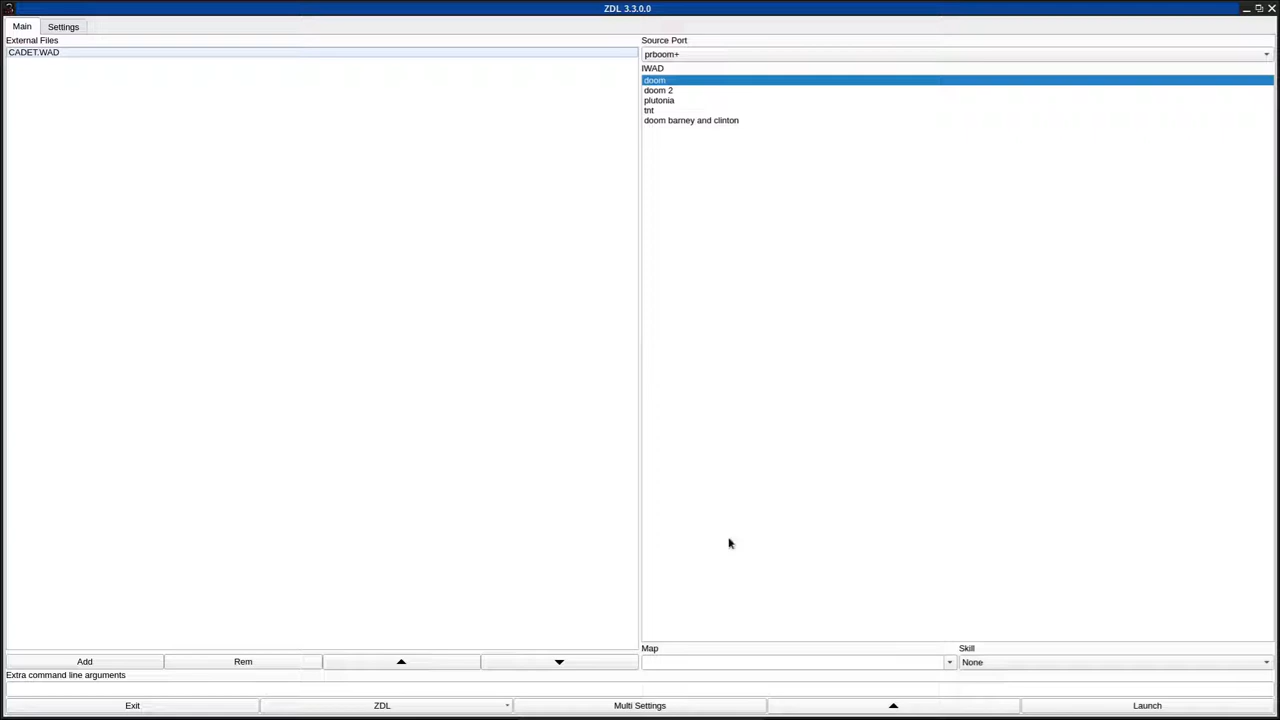 ZDL 3.3.0.0
Main Settings
External Files
CADET.WAD
Source Port
prboom+
IWAD
doom
doom 2
plutonia
tnt
doom barney and clinton
Map Skill
None
Add Rem
Extra command line arguments
Exit ZDL Multi Settings Launch